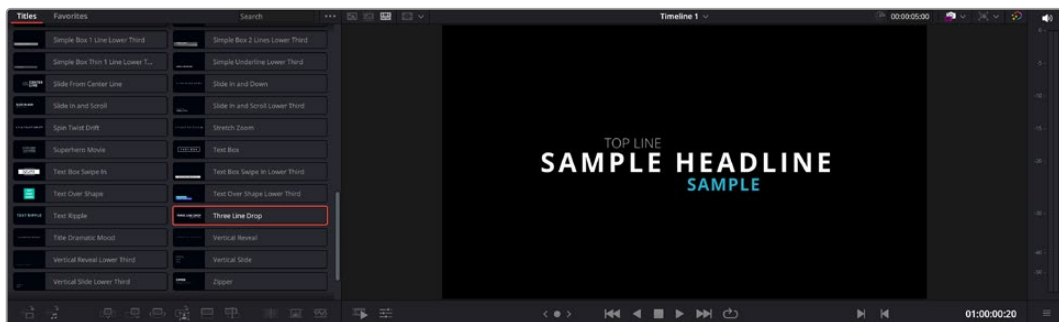 Titles Favorites Search Timeline 1 00:00:05:00
Simple Box 1 Line Lower Third Simple Box 2 Lines Lower Third
Simple Box Thin 1 Line Lower T... Simple Underline Lower Third
Slide From Center Line Slide In and Down
Slide In and Scroll Slide In and Scroll Lower Third
Spin Twist Drift Stretch Zoom
Superhero Movie Text Box
Text Box Swipe In Text Box Swipe In Lower Third
Text Over Shape Text Over Shape Lower Third
Text Ripple Three Line Drop
Title Dramatic Mood Vertical Reveal
Vertical Reveal Lower Third Vertical Slide
Vertical Slide Lower Third Zipper
TOP LINE
SAMPLE HEADLINE
SAMPLE
01:00:00:20